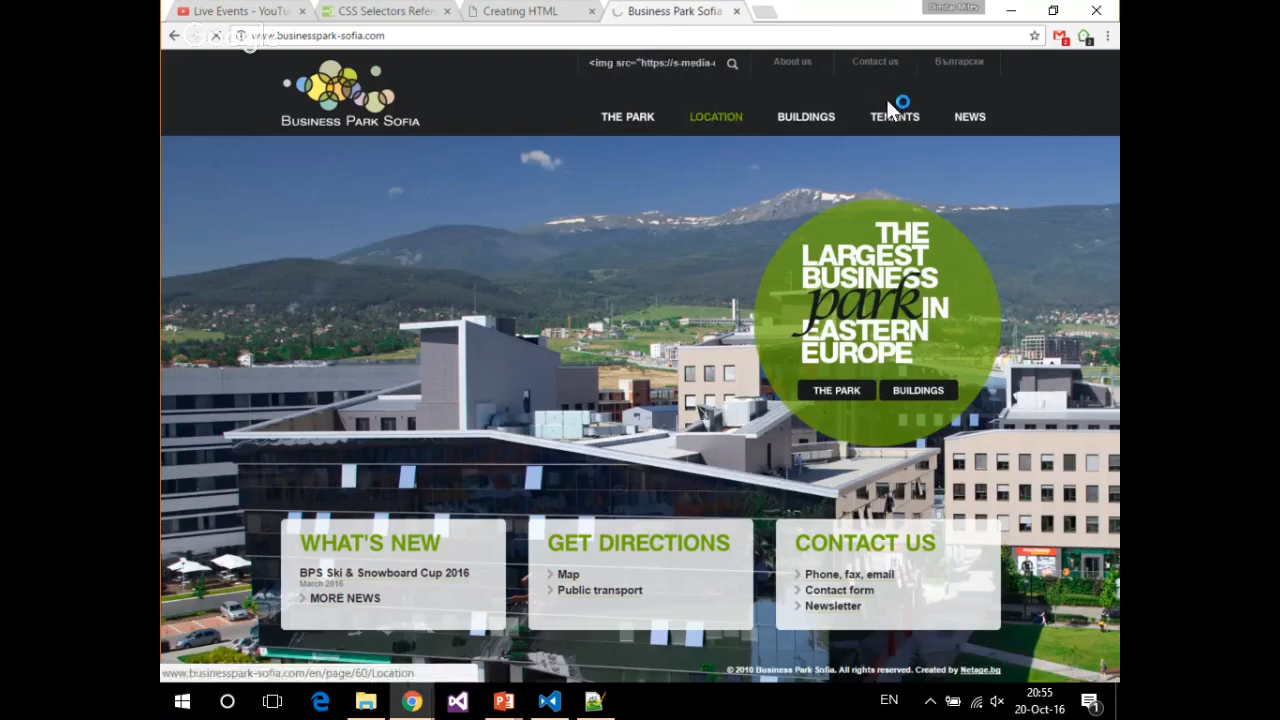 Live Events - YouTu
CSS Selectors Refer
Creating HTML
Business Park Sofia
Dimitar Mitev
www.businesspark-sofia.com
<img src="https://s-media-
About us
Contact us
Български
BUSINESS PARK SOFIA
THE PARK
LOCATION
BUILDINGS
TENANTS
NEWS
THE
LARGEST
BUSINESS
park IN
EASTERN
EUROPE
THE PARK
BUILDINGS
WHAT'S NEW
BPS Ski & Snowboard Cup 2016
March 2016
MORE NEWS
GET DIRECTIONS
Map
Public transport
CONTACT US
Phone, fax, email
Contact form
Newsletter
© 2010 Business Park Sofia. All rights reserved. Created by Netage.bg
www.businesspark-sofia.com/en/page/60/Location
EN
20:55
20-Oct-16